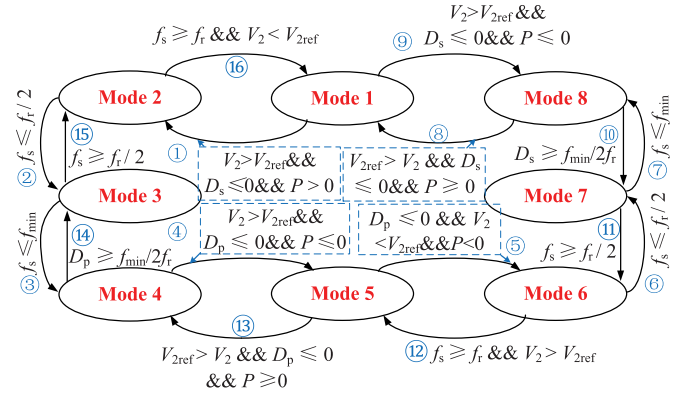 V2>V2ref &&
fs ≥ fr && V2 < V2ref
⑨
Ds ≤ 0&& P ≤ 0
⑯
Mode 2
Mode 1
Mode 8
fs ≤ fr / 2
⑮
①
⑧
⑩
fs ≤ fmin
②
fs ≥ fr / 2
V2>V2ref&&
Ds ≤0&& P > 0
V2ref> V2 && Ds
≤ 0&& P ≥ 0
Ds ≥ fmin/2fr
⑦
Mode 3
Mode 7
fs ≤fmin
⑭
④
V2>V2ref&&
Dp ≤ 0&& P ≤0
Dp ≤0 && V2
<V2ref&&P<0
⑤
⑪
fs ≤ fr / 2
③
Dp ≥ fmin/2fr
fs ≥ f/ 2
⑥
Mode 4
Mode 5
Mode 6
⑬
V2ref > V2 && Dp ≤ 0
&& P ≥0
⑫ fs ≥ fr && V2 > V2ref